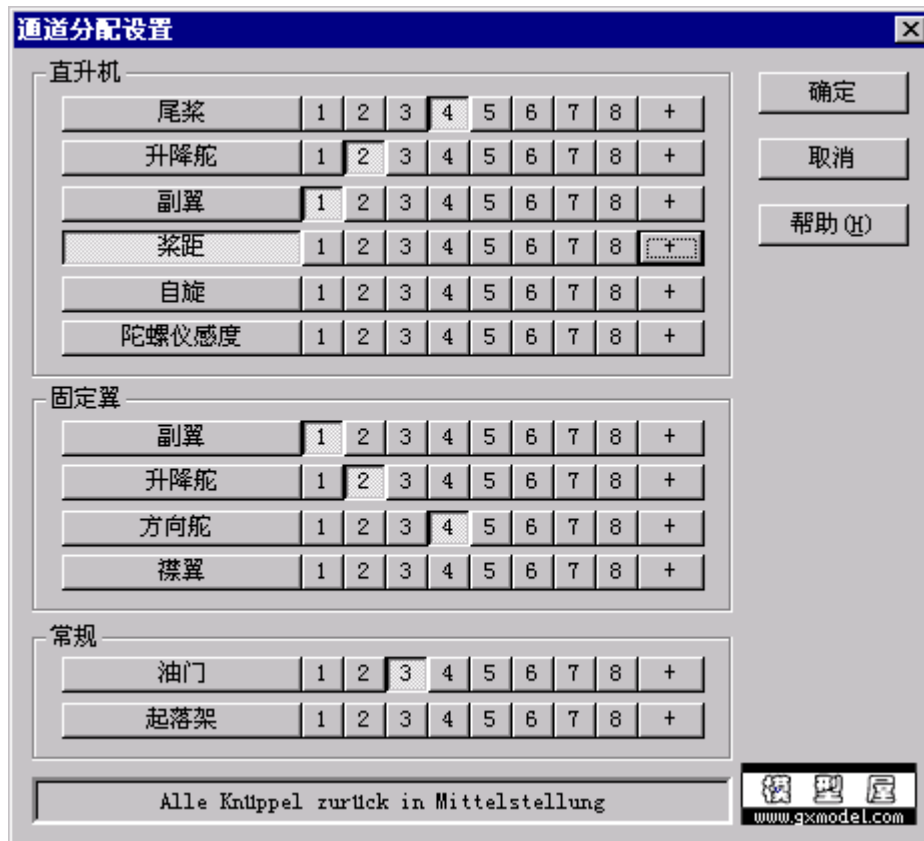 通道分配设置
直升机
尾桨 1 2 3 4 5 6 7 8 +
升降舵 1 2 3 4 5 6 7 8 +
副翼 1 2 3 4 5 6 7 8 +
桨距 1 2 3 4 5 6 7 8 +
自旋 1 2 3 4 5 6 7 8 +
陀螺仪感度 1 2 3 4 5 6 7 8 +
固定翼
副翼 1 2 3 4 5 6 7 8 +
升降舵 1 2 3 4 5 6 7 8 +
方向舵 1 2 3 4 5 6 7 8 +
襟翼 1 2 3 4 5 6 7 8 +
常规
油门 1 2 3 4 5 6 7 8 +
起落架 1 2 3 4 5 6 7 8 +
Alle Knüppel zurück in Mittelstellung
确定
取消
帮助(H)
模型屋
www.gxmodel.com